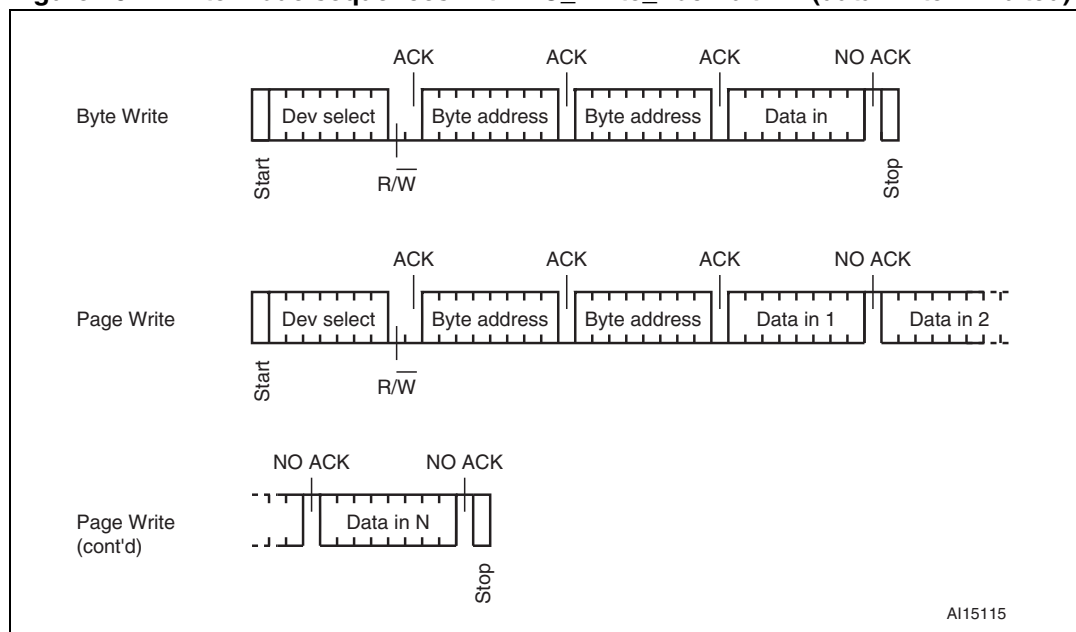 ACK ACK ACK NO ACK
Byte Write Dev select Byte address Byte address Data in
Start R/W Stop
ACK ACK ACK NO ACK
Page Write Dev select Byte address Byte address Data in 1 Data in 2
Start R/W
NO ACK NO ACK
Page Write Data in N
(cont'd)
Stop
AI15115